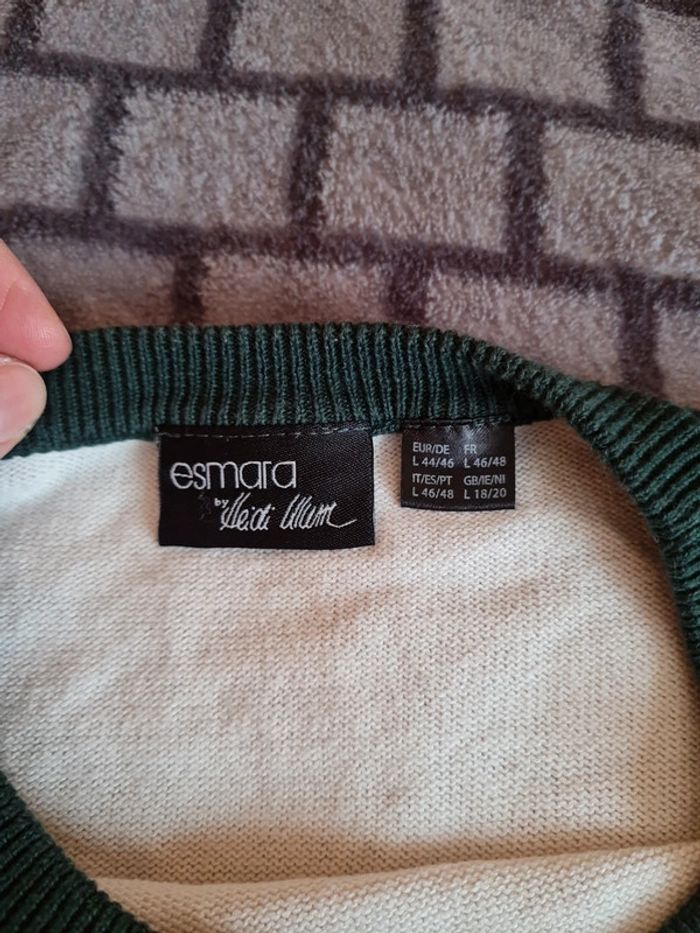 esmara
by Heidi Klum
EUR/DE FR
L 44/46 L 46/48
IT/ES/PT GB/IE/NI
L 46/48 L 18/20